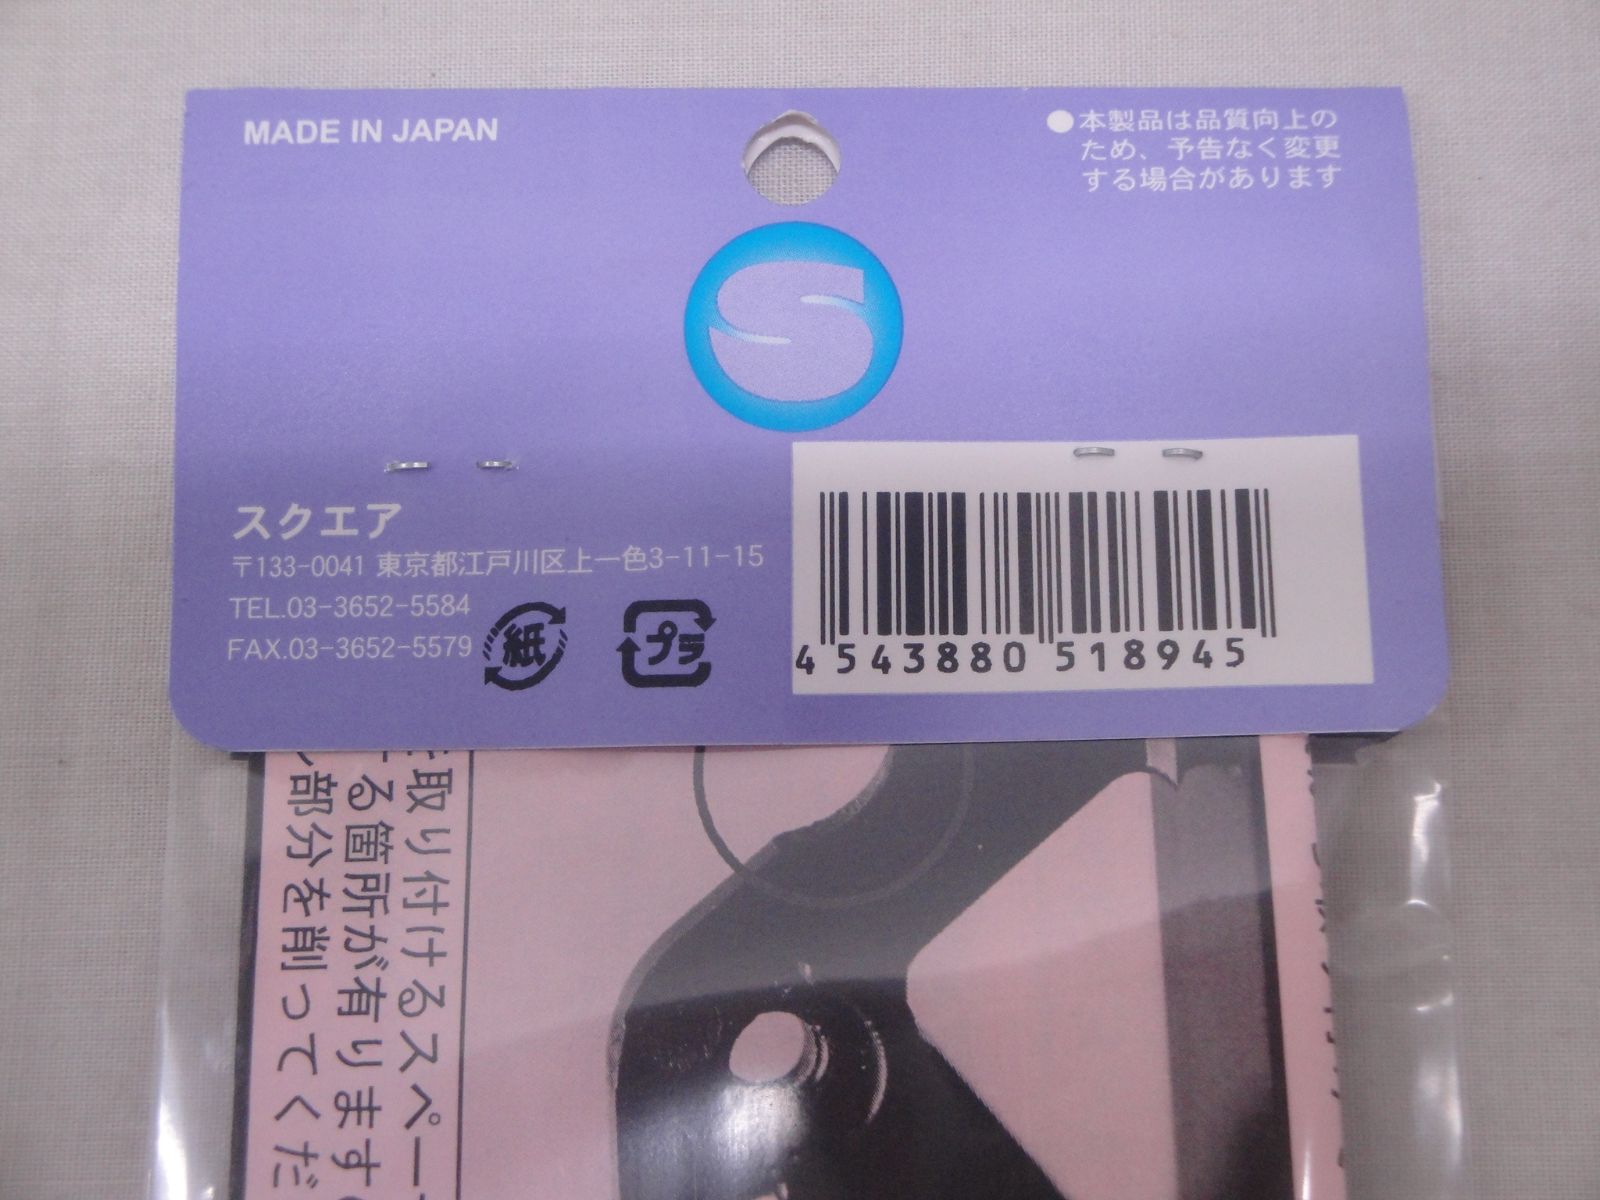 MADE IN JAPAN
●本製品は品質向上の
ため、予告なく変更
する場合があります
S
スクエア
〒133-0041 東京都江戸川区上一色3-11-15
TEL.03-3652-5584
FAX.03-3652-5579
紙
プラ
4543880518945
取り付けるスペー
る箇所が有ります
部分を削ってくだ